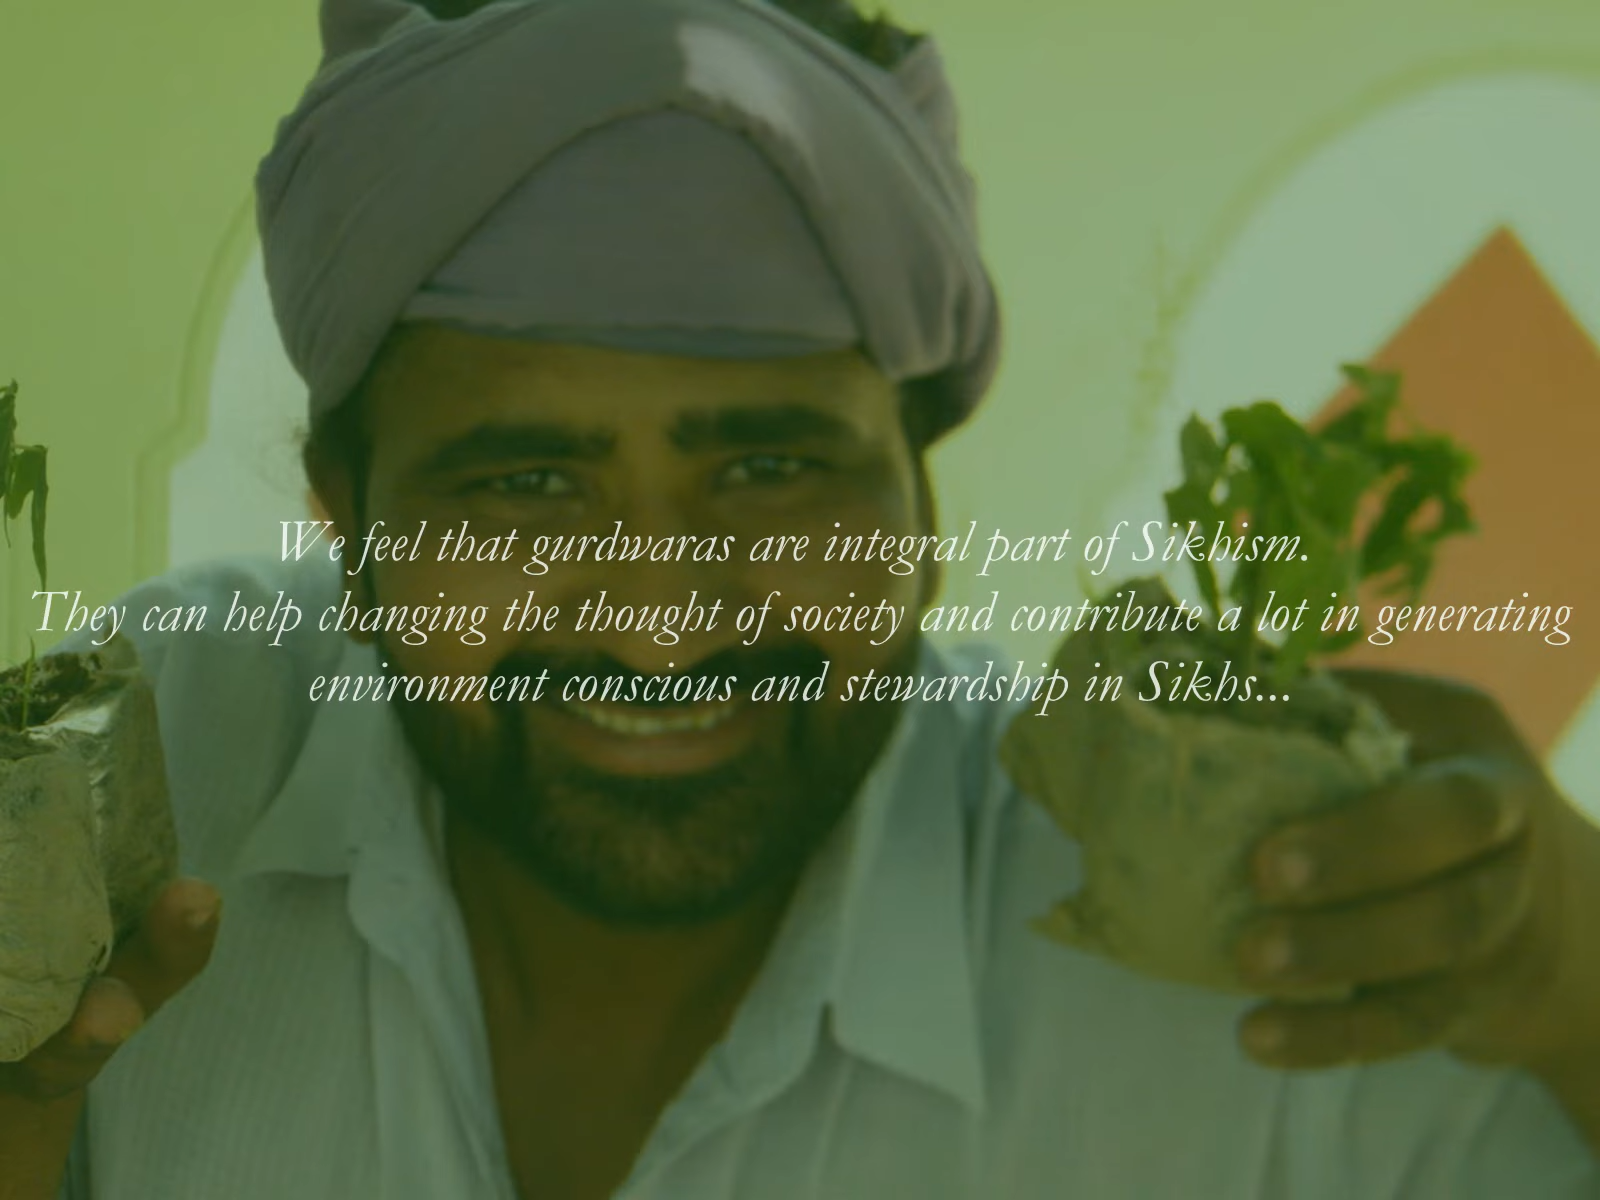 We feel that gurdwaras are integral part of Sikhism.
They can help changing the thought of society and contribute a lot in generating
environment conscious and stewardship in Sikhs...